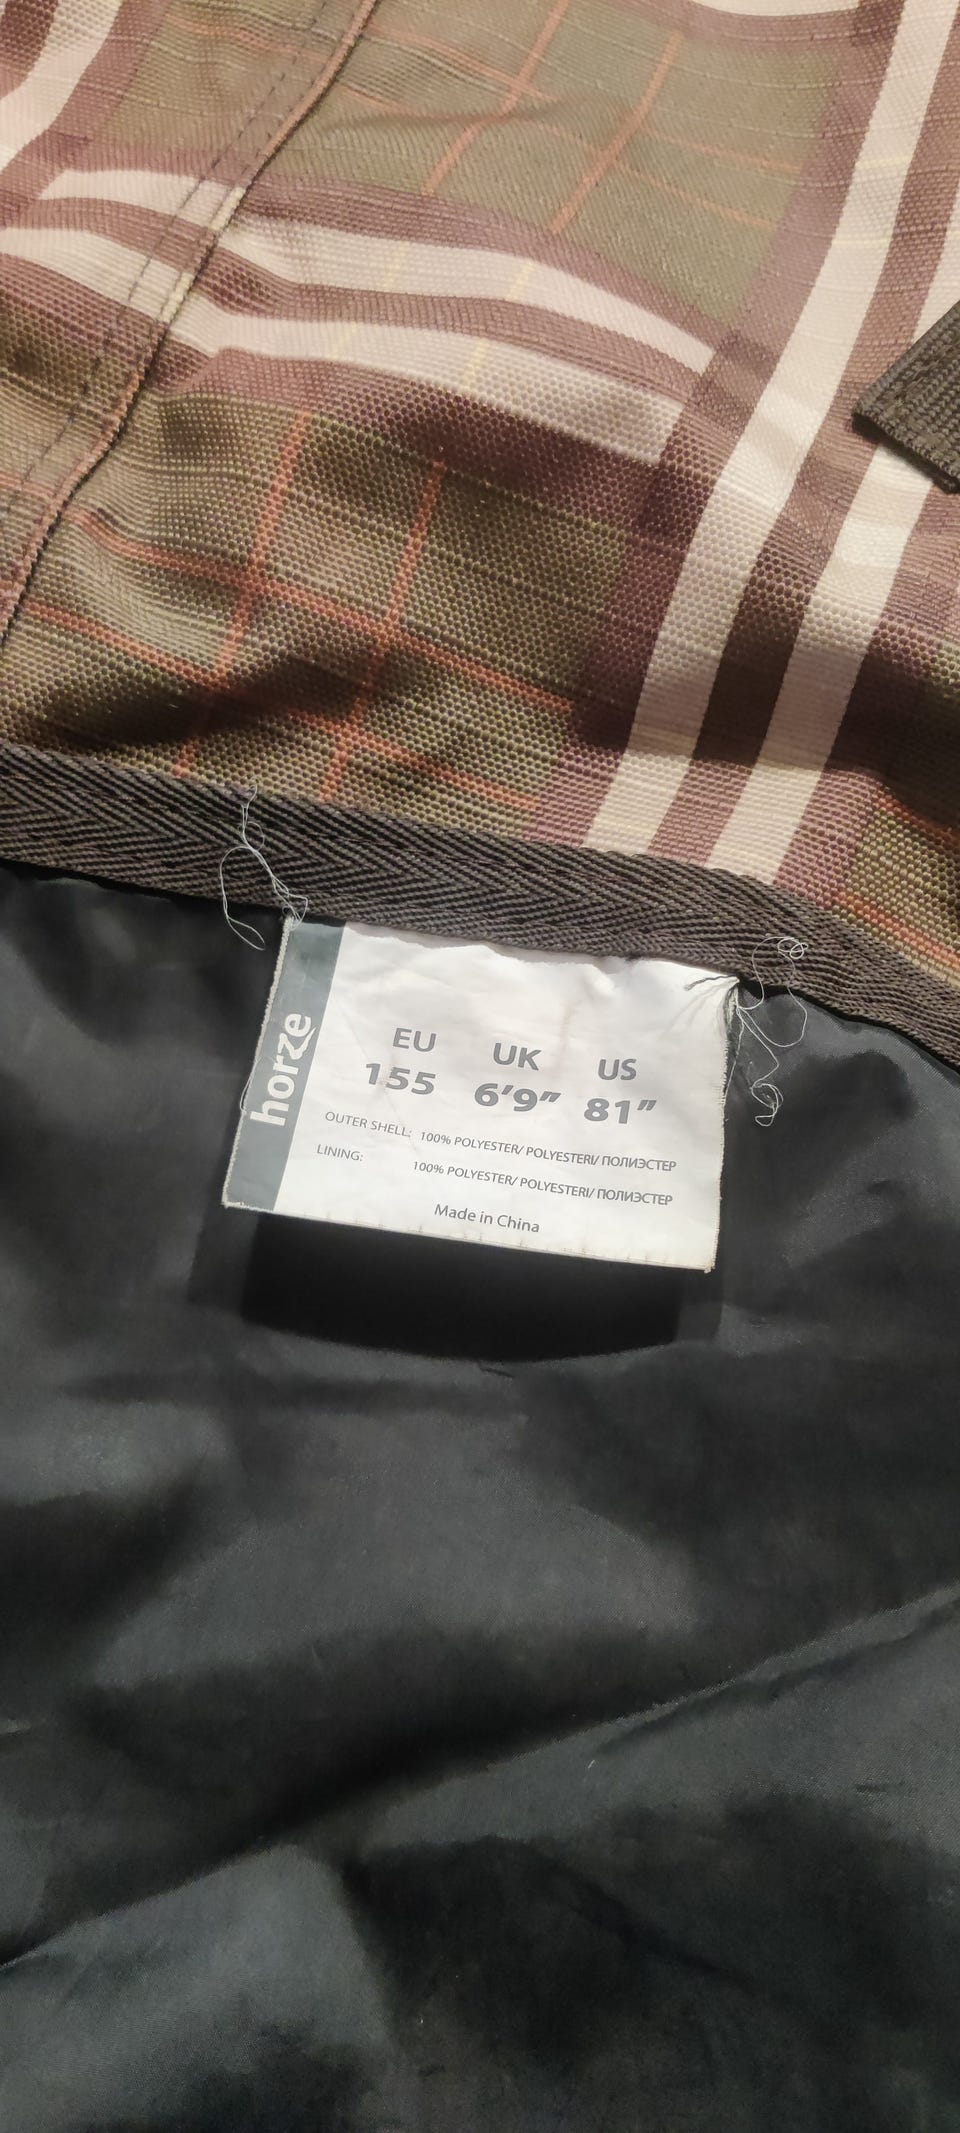 horze
EU UK US
155 6'9" 81"
OUTER SHELL: 100% POLYESTER/ POLYESTERI/ ПОЛИЭСТЕР
LINING: 100% POLYESTER/ POLYESTERI/ ПОЛИЭСТЕР
Made in China